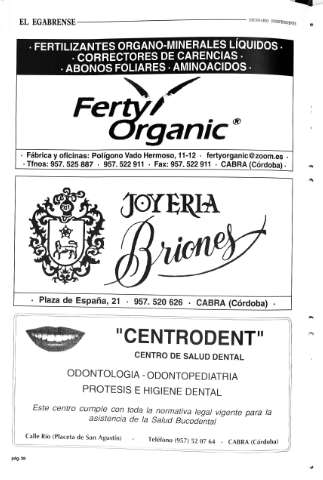 EL EGABRENSE
· FERTILIZANTES ORGANO-MINERALES LÍQUIDOS ·
· CORRECTORES DE CARENCIAS ·
· ABONOS FOLIARES · AMINOACIDOS ·
Ferty
Organic ®
· Fábrica y oficinas: Polígono Vado Hermoso, 11-12 · fertyorganic@zoom.es ·
· Tfnos: 957. 525 887 · 957. 522 911 · Fax: 957. 522 911 · CABRA (Córdoba) ·
JOYERIA
Briones
· Plaza de España, 21 · 957. 520 626 · CABRA (Córdoba) ·
"CENTRODENT"
CENTRO DE SALUD DENTAL
ODONTOLOGIA - ODONTOPEDIATRIA
PROTESIS E HIGIENE DENTAL
Este centro cumple con toda la normativa legal vigente para la
asistencia de la Salud Bucodental
Calle Río (Placeta de San Agustín) · Teléfono (957) 52 07 64 · CABRA (Córdoba)